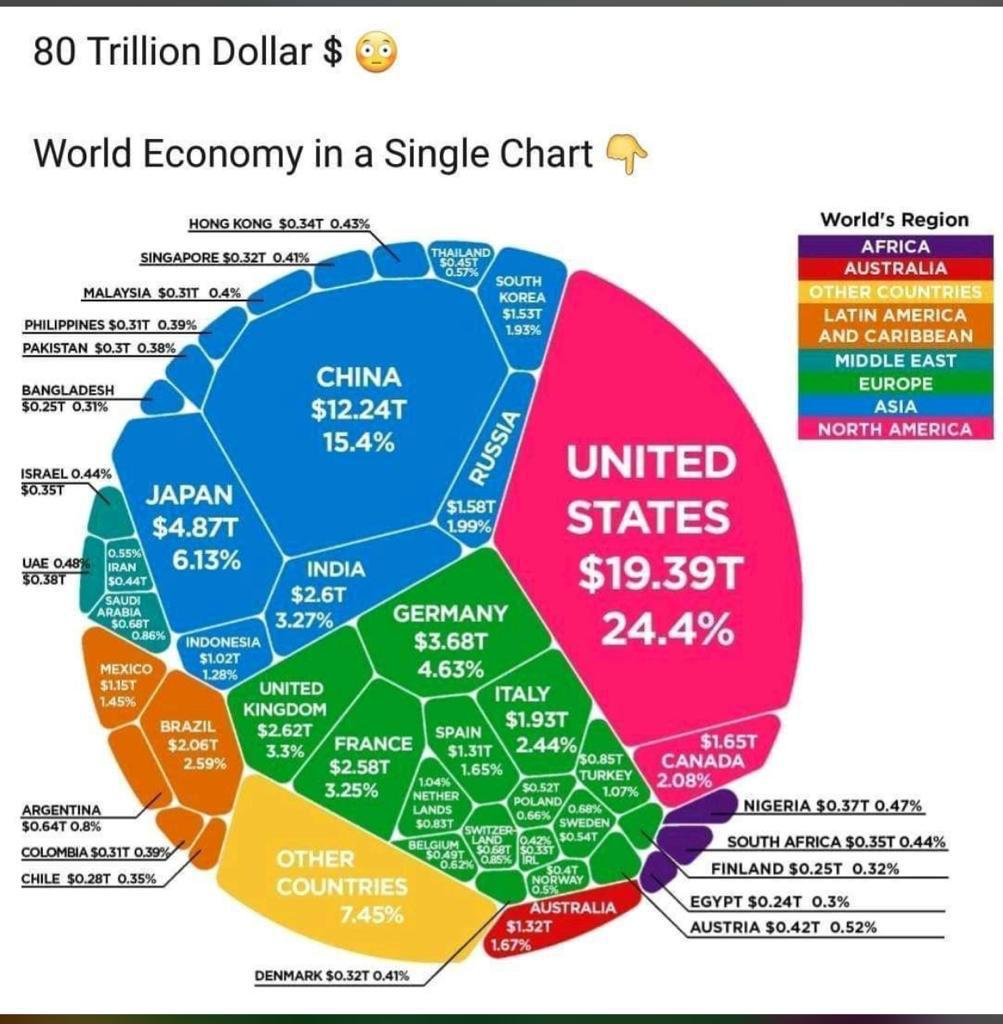 80 Trillion Dollar $ 😳
World Economy in a Single Chart 👇
World's Region
AFRICA
AUSTRALIA
OTHER COUNTRIES
LATIN AMERICA
AND CARIBBEAN
MIDDLE EAST
EUROPE
ASIA
NORTH AMERICA
HONG KONG $0.34T 0.43%
SINGAPORE $0.32T 0.41%
MALAYSIA $0.31T 0.4%
PHILIPPINES $0.31T 0.39%
PAKISTAN $0.3T 0.38%
BANGLADESH
$0.25T 0.31%
THAILAND
$0.45T
0.57%
SOUTH
KOREA
$1.53T
1.93%
CHINA
$12.24T
15.4%
RUSSIA
$1.58T
1.99%
UNITED
STATES
$19.39T
24.4%
ISRAEL 0.44%
$0.35T
JAPAN
$4.87T
6.13%
UAE 0.48%
$0.38T
0.55%
IRAN
$0.44T
SAUDI
ARABIA
$0.68T
0.86%
INDIA
$2.6T
3.27%
INDONESIA
$1.02T
1.28%
GERMANY
$3.68T
4.63%
MEXICO
$1.15T
1.45%
BRAZIL
$2.06T
2.59%
UNITED
KINGDOM
$2.62T
3.3%
FRANCE
$2.58T
3.25%
SPAIN
$1.31T
1.65%
ITALY
$1.93T
2.44%
$0.85T
TURKEY
1.07%
$1.65T
CANADA
2.08%
1.04%
NETHER
LANDS
$0.83T
$0.52T
POLAND
0.66%
0.68%
SWEDEN
$0.54T
BELGIUM
$0.49T
0.62%
SWITZER-
LAND
$0.68T
0.85%
0.42%
$0.33T
IRL
$0.4T
NORWAY
0.5%
ARGENTINA
$0.64T 0.8%
COLOMBIA $0.31T 0.39%
CHILE $0.28T 0.35%
OTHER
COUNTRIES
7.45%
AUSTRALIA
$1.32T
1.67%
NIGERIA $0.37T 0.47%
SOUTH AFRICA $0.35T 0.44%
FINLAND $0.25T 0.32%
EGYPT $0.24T 0.3%
AUSTRIA $0.42T 0.52%
DENMARK $0.32T 0.41%